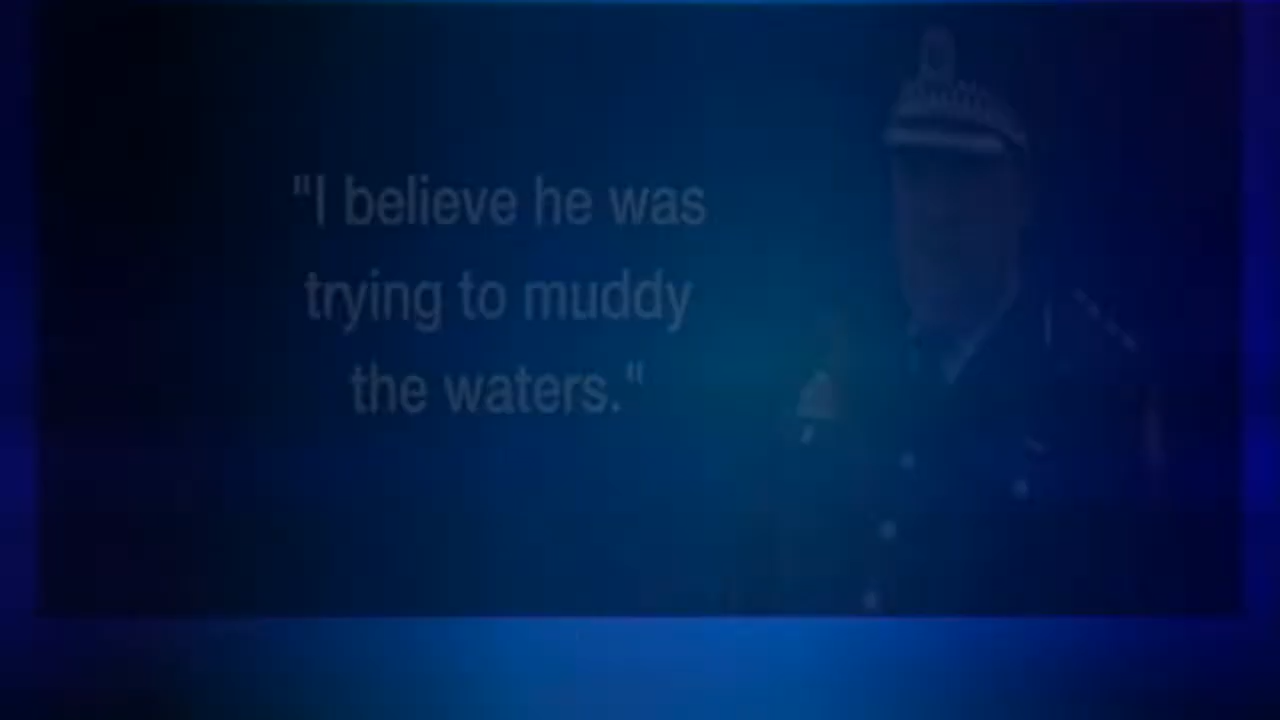 "I believe he was
trying to muddy
the waters."